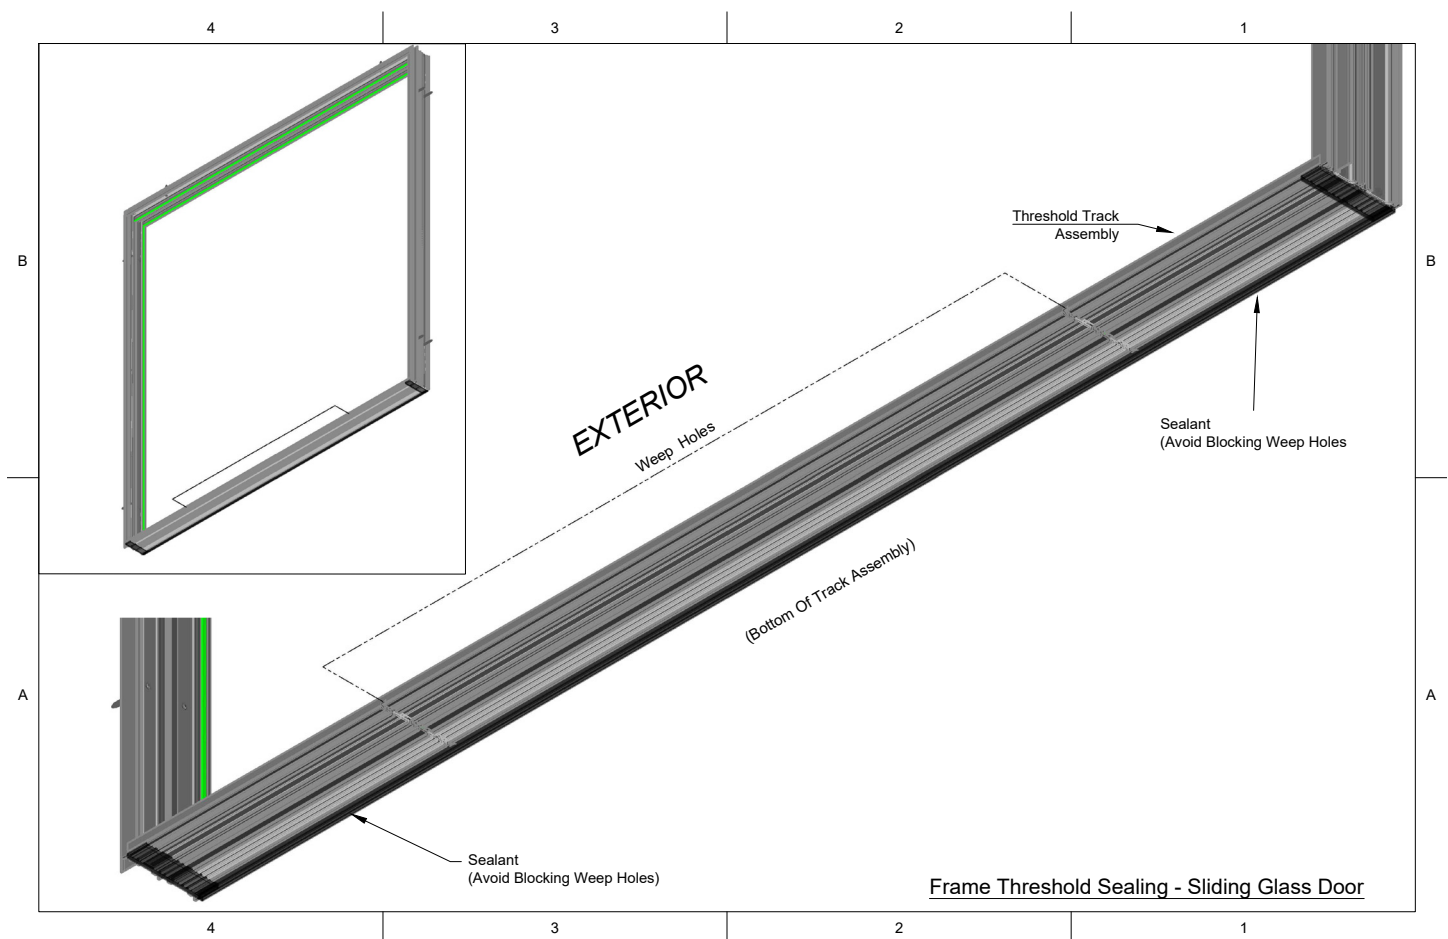 4 3 2 1
B B
Threshold Track
Assembly
EXTERIOR
Weep Holes
Sealant
(Avoid Blocking Weep Holes
(Bottom Of Track Assembly)
A A
Sealant
(Avoid Blocking Weep Holes)
Frame Threshold Sealing - Sliding Glass Door
4 3 2 1